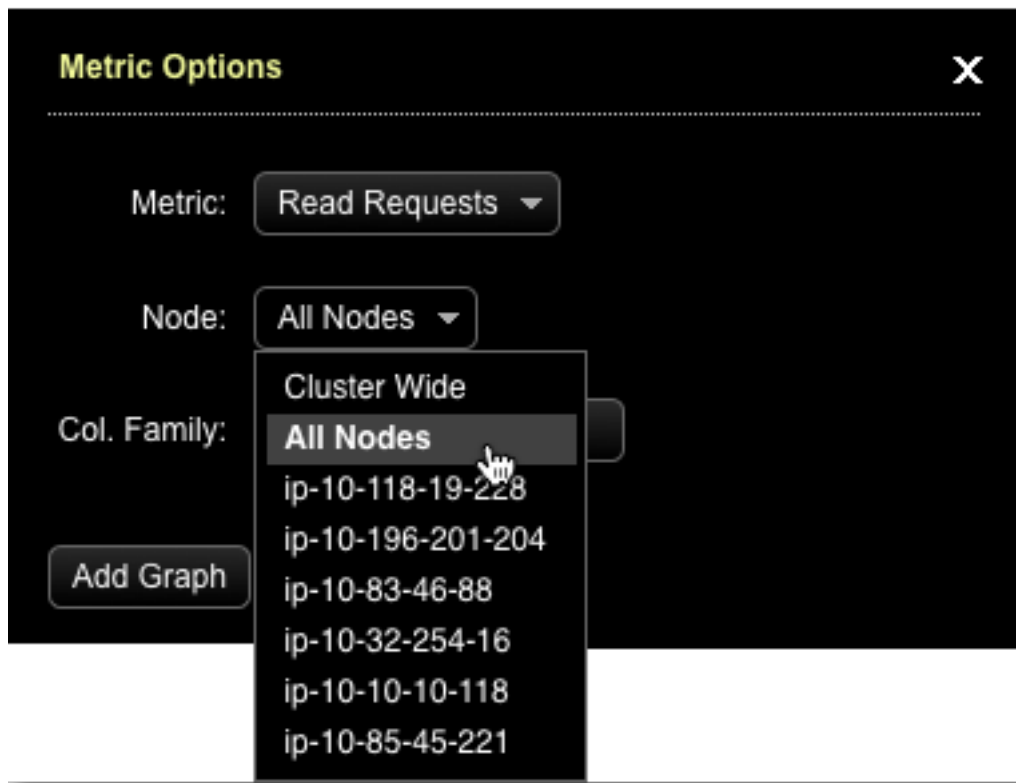 Metric Options
X
Metric:
Read Requests
Node:
All Nodes
Cluster Wide
Col. Family:
All Nodes
ip-10-118-19-228
ip-10-196-201-204
Add Graph
ip-10-83-46-88
ip-10-32-254-16
ip-10-10-10-118
ip-10-85-45-221